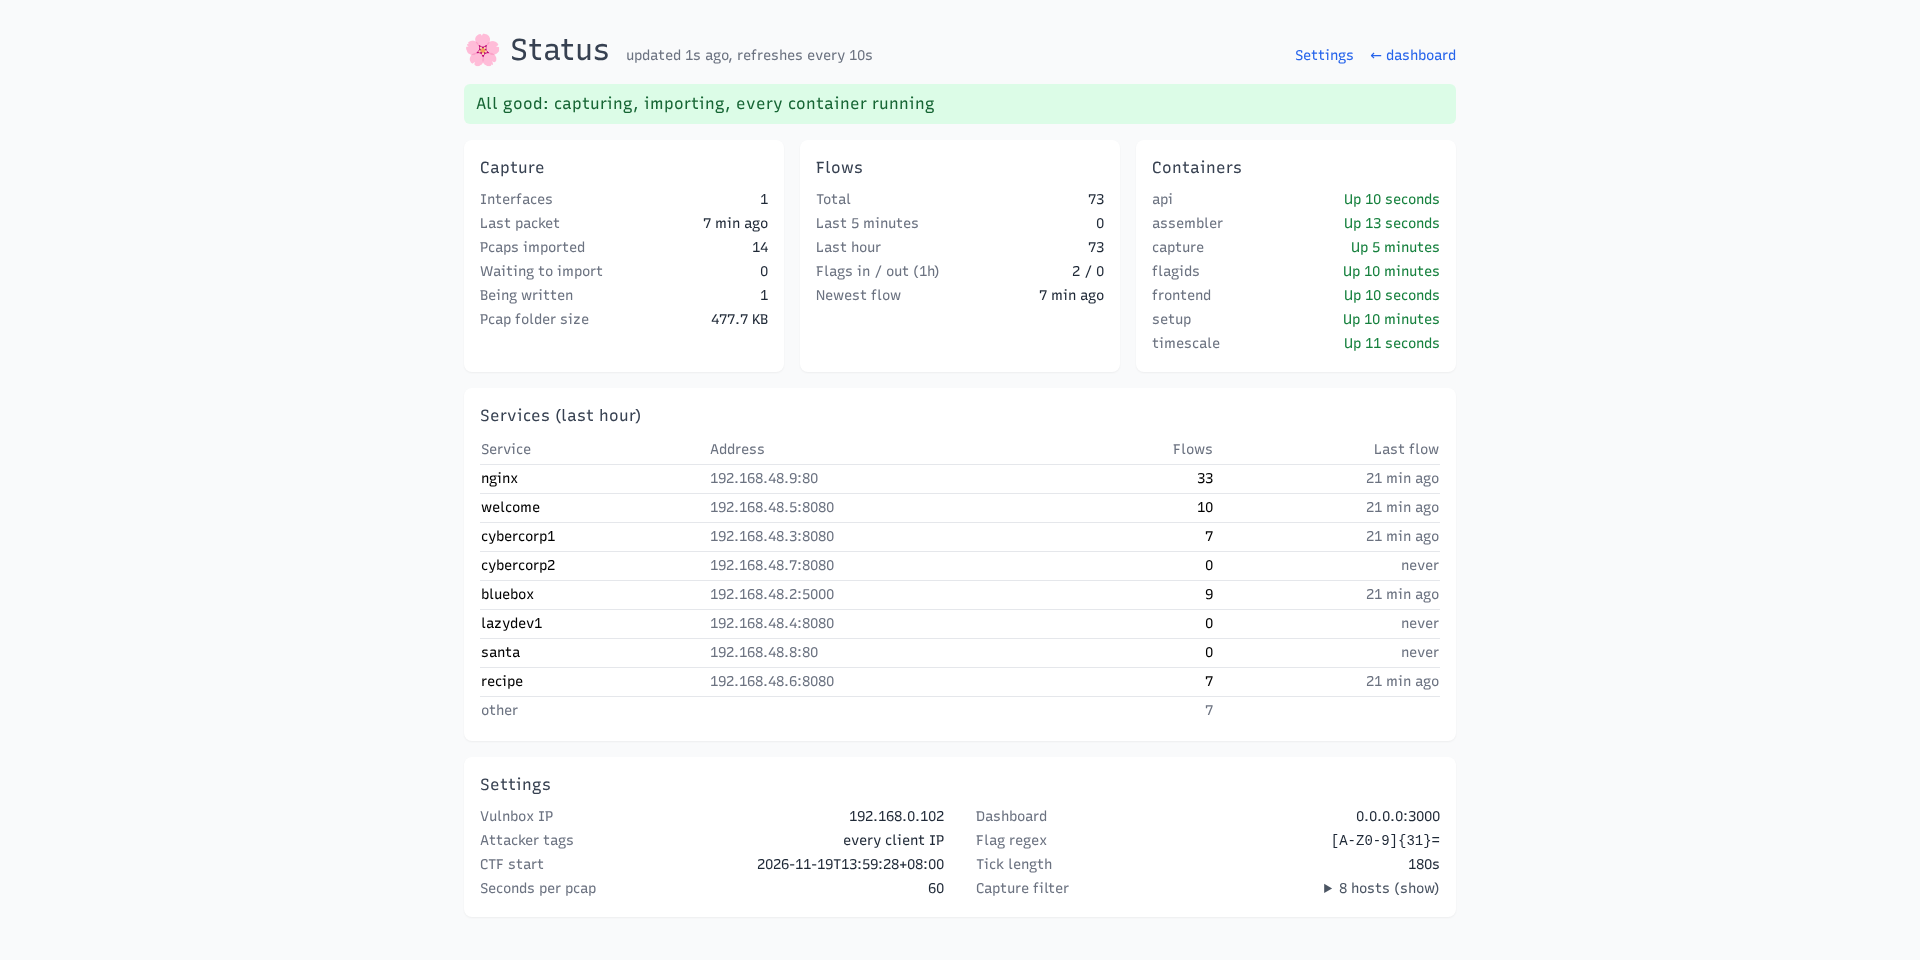 🌸 Status updated 1s ago, refreshes every 10s Settings ← dashboard
All good: capturing, importing, every container running
Capture
Interfaces 1
Last packet 7 min ago
Pcaps imported 14
Waiting to import 0
Being written 1
Pcap folder size 477.7 KB
Flows
Total 73
Last 5 minutes 0
Last hour 73
Flags in / out (1h) 2 / 0
Newest flow 7 min ago
Containers
api Up 10 seconds
assembler Up 13 seconds
capture Up 5 minutes
flagids Up 10 minutes
frontend Up 10 seconds
setup Up 10 minutes
timescale Up 11 seconds
Services (last hour)
Service Address Flows Last flow
nginx 192.168.48.9:80 33 21 min ago
welcome 192.168.48.5:8080 10 21 min ago
cybercorp1 192.168.48.3:8080 7 21 min ago
cybercorp2 192.168.48.7:8080 0 never
bluebox 192.168.48.2:5000 9 21 min ago
lazydev1 192.168.48.4:8080 0 never
santa 192.168.48.8:80 0 never
recipe 192.168.48.6:8080 7 21 min ago
other 7
Settings
Vulnbox IP 192.168.0.102 Dashboard 0.0.0.0:3000
Attacker tags every client IP Flag regex [A-Z0-9]{31}=
CTF start 2026-11-19T13:59:28+08:00 Tick length 180s
Seconds per pcap 60 Capture filter ▶ 8 hosts (show)